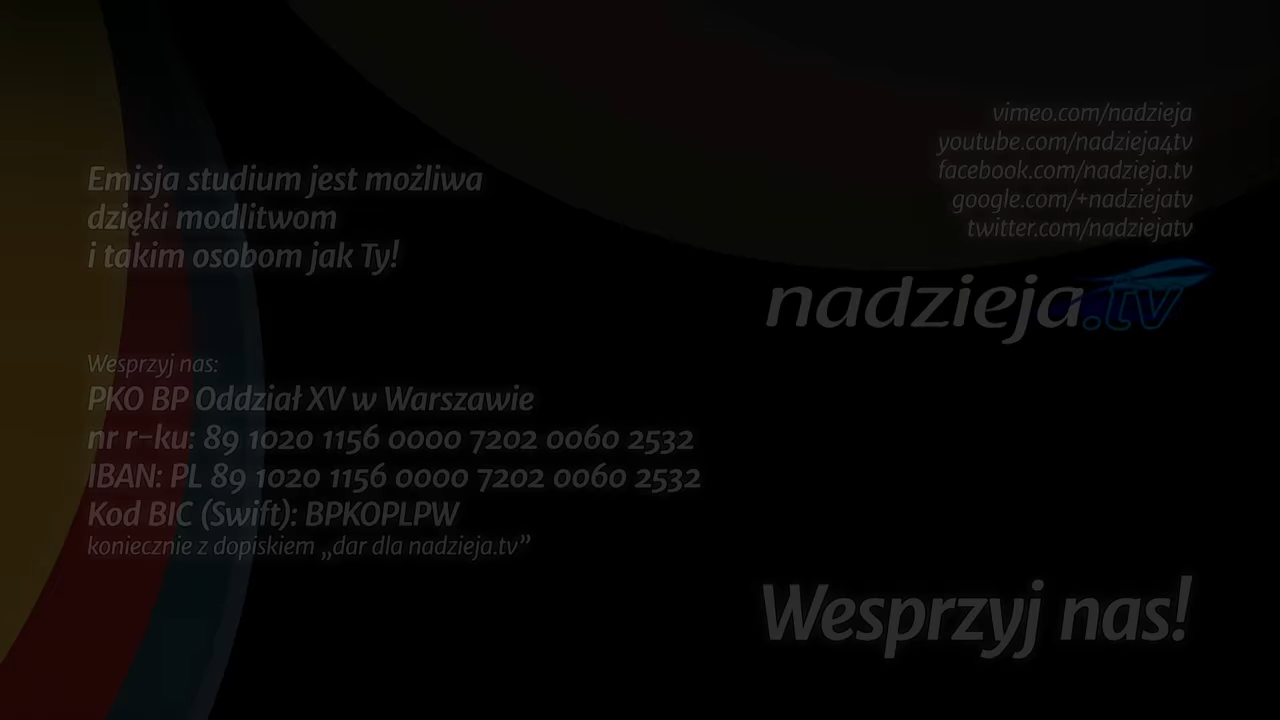 Emisja studium jest możliwa
dzięki modlitwom
i takim osobom jak Ty!
Wesprzyj nas:
PKO BP Oddział XV w Warszawie
nr r-ku: 89 1020 1156 0000 7202 0060 2532
IBAN: PL 89 1020 1156 0000 7202 0060 2532
Kod BIC (Swift): BPKOPLPW
koniecznie z dopiskiem „dar dla nadzieja.tv”
vimeo.com/nadzieja
youtube.com/nadzieja4tv
facebook.com/nadzieja.tv
google.com/+nadziejatv
twitter.com/nadziejatv
nadzieja.tv
Wesprzyj nas!